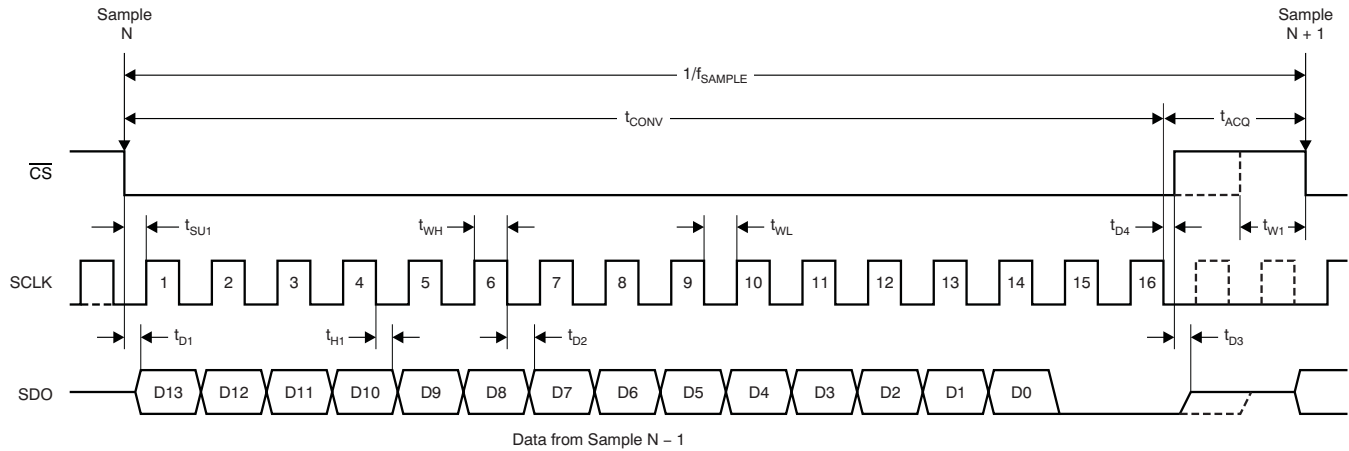 Sample
N
Sample
N + 1
1/fSAMPLE
tCONV
tACQ
CS
tSU1
tWH
tWL
tD4
tW1
SCLK
1 2 3 4 5 6 7 8 9 10 11 12 13 14 15 16
tD1
tH1
tD2
tD3
SDO
D13 D12 D11 D10 D9 D8 D7 D6 D5 D4 D3 D2 D1 D0
Data from Sample N − 1